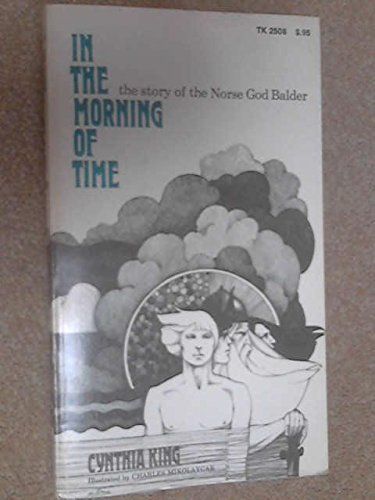 TK 2508 $.95
IN
THE
MORNING
OF
TIME
the story of the Norse God Balder
CYNTHIA KING
Illustrated by CHARLES MIKOLAYCAK